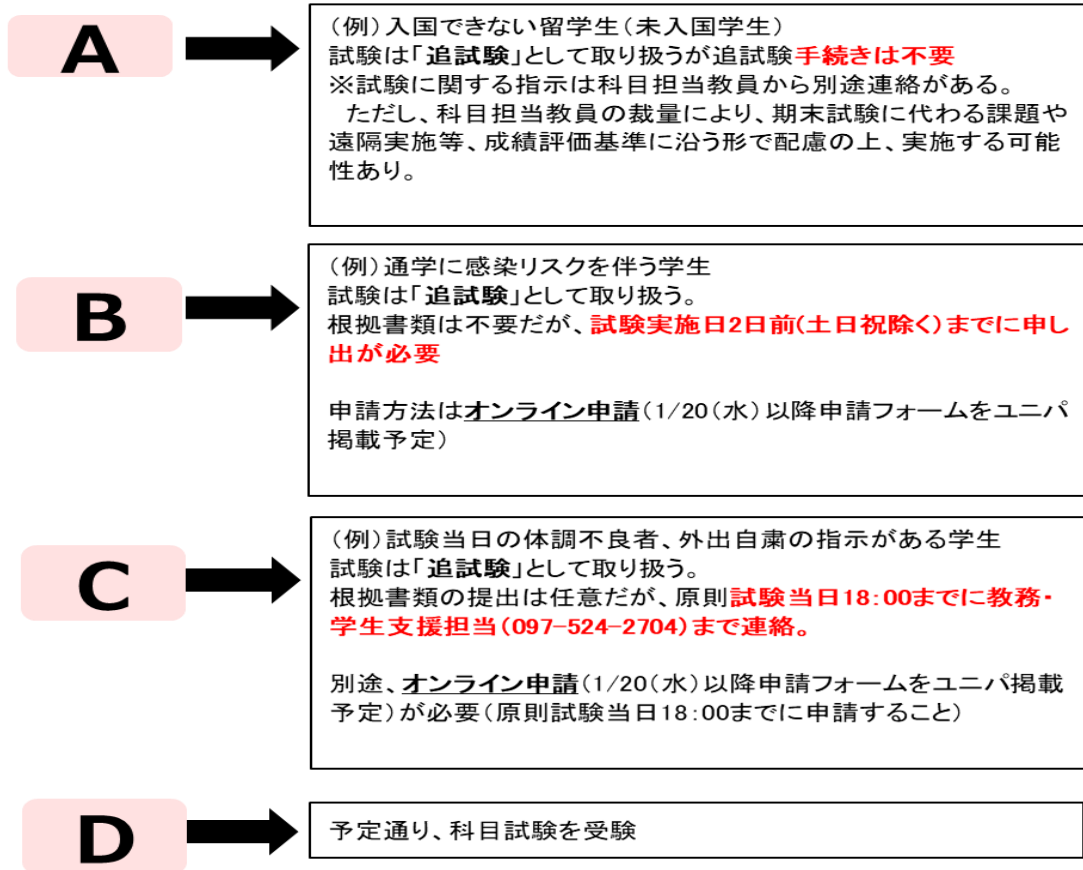 A
(例)入国できない留学生(未入国学生)
試験は「追試験」として取り扱うが追試験手続きは不要
※試験に関する指示は科目担当教員から別途連絡がある。
ただし、科目担当教員の裁量により、期末試験に代わる課題や
遠隔実施等、成績評価基準に沿う形で配慮の上、実施する可能
性あり。
B
(例)通学に感染リスクを伴う学生
試験は「追試験」として取り扱う。
根拠書類は不要だが、試験実施日2日前(土日祝除く)までに申し
出が必要
申請方法はオンライン申請(1/20(水)以降申請フォームをユニパ
掲載予定)
C
(例)試験当日の体調不良者、外出自粛の指示がある学生
試験は「追試験」として取り扱う。
根拠書類の提出は任意だが、原則試験当日18:00までに教務・
学生支援担当(097-524-2704)まで連絡。
別途、オンライン申請(1/20(水)以降申請フォームをユニパ掲載
予定)が必要(原則試験当日18:00までに申請すること)
D
予定通り、科目試験を受験